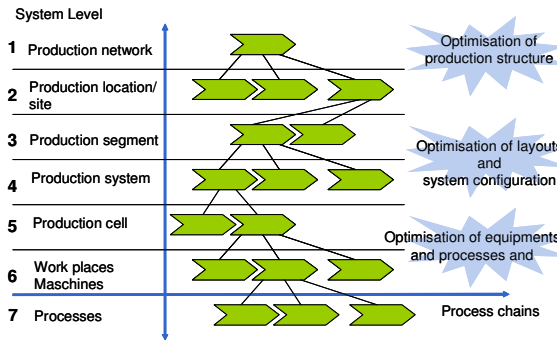 System Level
1 Production network
2 Production location/
site
3 Production segment
4 Production system
5 Production cell
6 Work places
Maschines
7 Processes
Process chains
Optimisation of
production structure
Optimisation of layouts
and
system configuration
Optimisation of equipments
and processes and